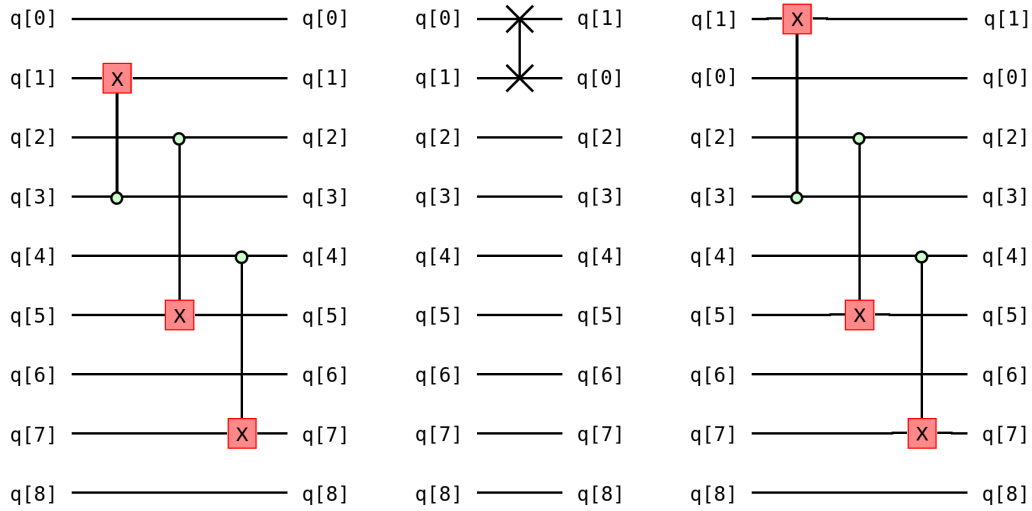 q[0] q[0] q[0] q[1] q[1] X q[1]
q[1] X q[1] q[1] q[0] q[0] q[0]
q[2] q[2] q[2] q[2] q[2] q[2]
q[3] q[3] q[3] q[3] q[3] q[3]
q[4] q[4] q[4] q[4] q[4] q[4]
q[5] X q[5] q[5] q[5] q[5] X q[5]
q[6] q[6] q[6] q[6] q[6] q[6]
q[7] X q[7] q[7] q[7] q[7] X q[7]
q[8] q[8] q[8] q[8] q[8] q[8]